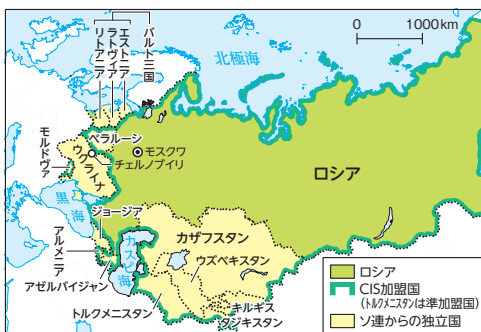 バルト三国
エストニア
ラトヴィア
リトアニア
北極海
0 1000km
ベラルーシ
モスクワ
チェルノブイリ
ウクライナ
モルドヴァ
ロシア
黒海
ジョージア
カスピ海
アルメニア
アゼルバイジャン
カザフスタン
ウズベキスタン
トルクメニスタン
キルギス
タジキスタン
ロシア
CIS加盟国
(トルクメニスタンは準加盟国)
ソ連からの独立国